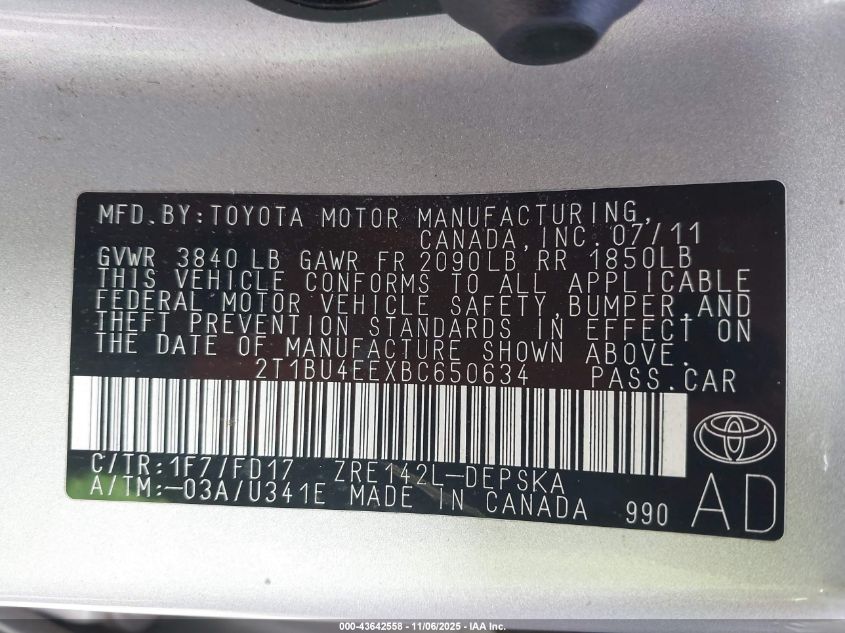 MFD.BY:TOYOTA MOTOR MANUFACTURING,
CANADA,INC.07/11
GVWR 3840 LB GAWR FR 2090LB RR 1850LB
THIS VEHICLE CONFORMS TO ALL APPLICABLE
FEDERAL MOTOR VEHICLE SAFETY,BUMPER,AND
THEFT PREVENTION STANDARDS IN EFFECT ON
THE DATE OF MANUFACTURE SHOWN ABOVE.
2T1BU4EEXBC650634 PASS.CAR
C/TR:1F7/FD17 ZRE142L-DEPSKA
A/TM:-03A/U341E MADE IN CANADA 990 AD
000-43642558 - 11/06/2025 - IAA Inc.